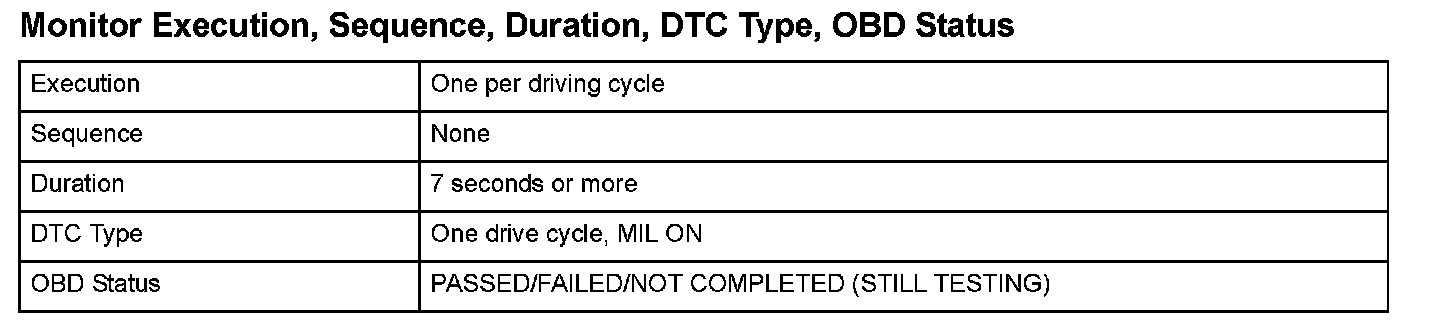 Monitor Execution, Sequence, Duration, DTC Type, OBD Status
Execution One per driving cycle
Sequence None
Duration 7 seconds or more
DTC Type One drive cycle, MIL ON
OBD Status PASSED/FAILED/NOT COMPLETED (STILL TESTING)